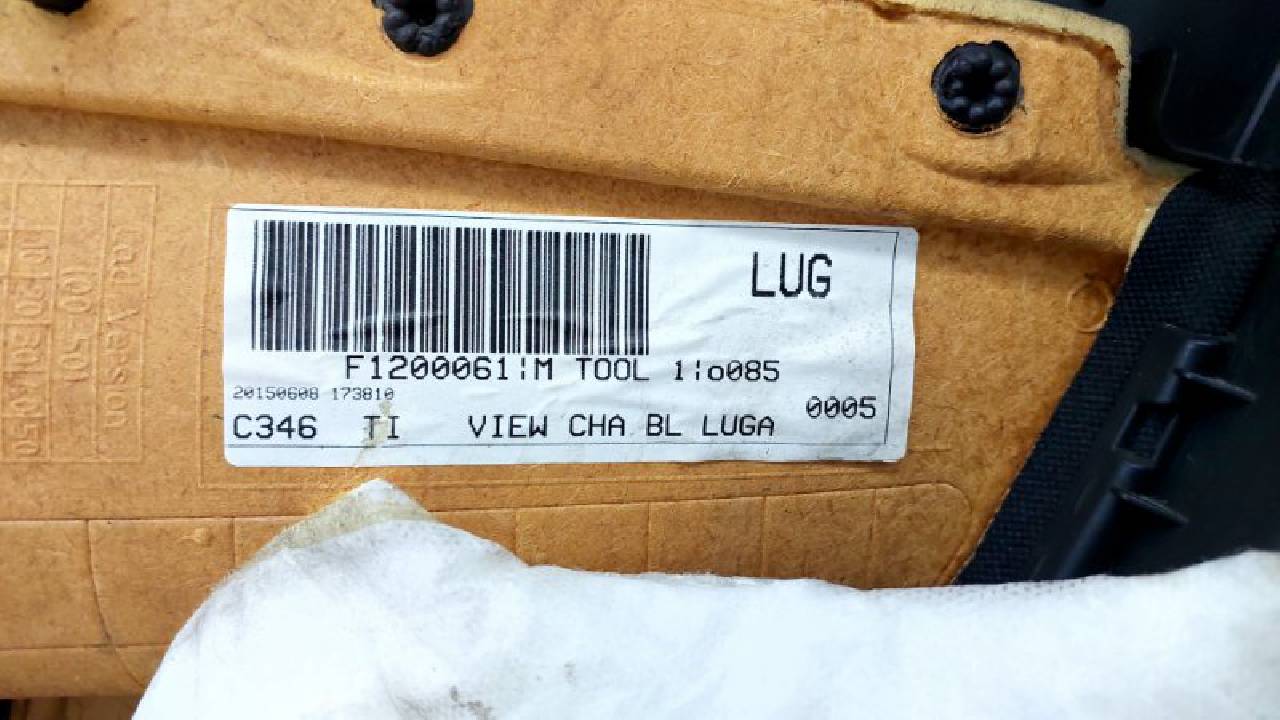 LUG
F1200061¦M TOOL 1¦o085
20150608 173810
0005
C346 TI VIEW CHA BL LUGA